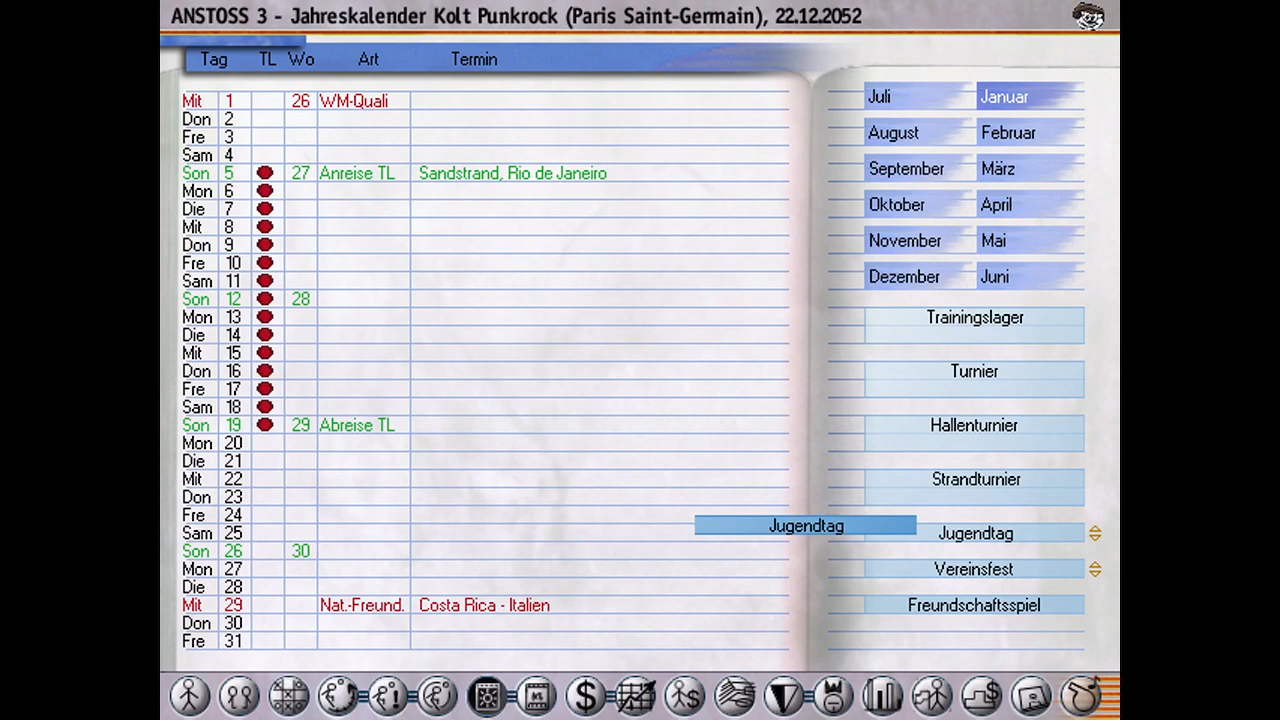 ANSTOSS 3 - Jahreskalender Kolt Punkrock (Paris Saint-Germain), 22.12.2052
Tag TL Wo Art Termin
Mit 1 26 WM-Quali
Don 2
Fre 3
Sam 4
Son 5 27 Anreise TL Sandstrand, Rio de Janeiro
Mon 6
Die 7
Mit 8
Don 9
Fre 10
Sam 11
Son 12 28
Mon 13
Die 14
Mit 15
Don 16
Fre 17
Sam 18
Son 19 29 Abreise TL
Mon 20
Die 21
Mit 22
Don 23
Fre 24
Sam 25
Son 26 30
Mon 27
Die 28
Mit 29 Nat.-Freund. Costa Rica - Italien
Don 30
Fre 31
Juli Januar
August Februar
September März
Oktober April
November Mai
Dezember Juni
Trainingslager
Turnier
Hallenturnier
Strandturnier
Jugendtag
Jugendtag
Vereinsfest
Freundschaftsspiel